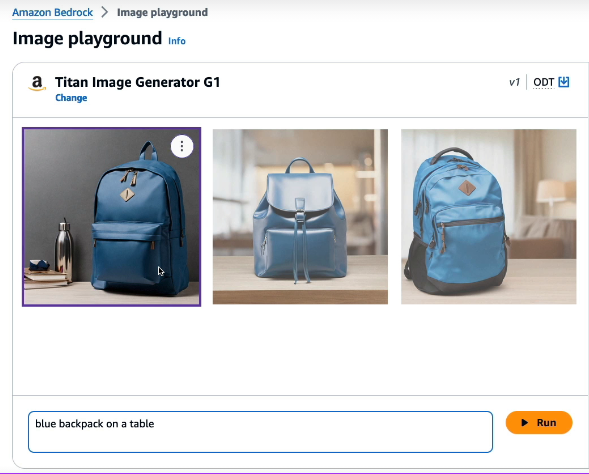 Amazon Bedrock > Image playground
Image playground Info
a Titan Image Generator G1
v1 | ODT
Change
blue backpack on a table
Run